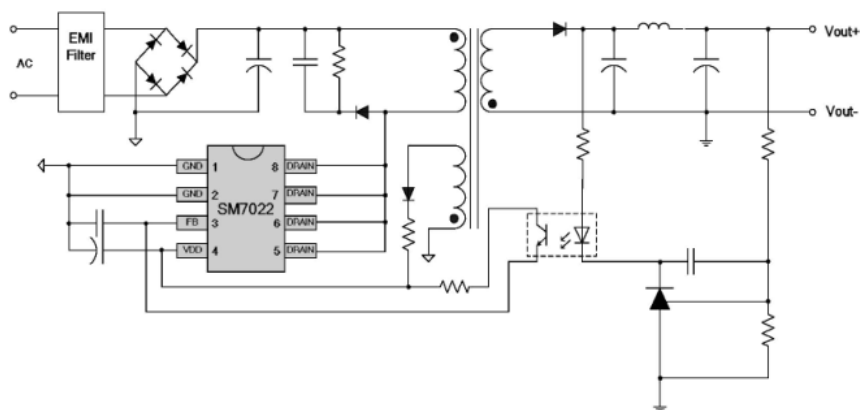 EMI
Filter
AC
Vout+
Vout-
GND 1 8 DRAIN
GND 2 7 DRAIN
SM7022
FB 3 6 DRAIN
VDD 4 5 DRAIN